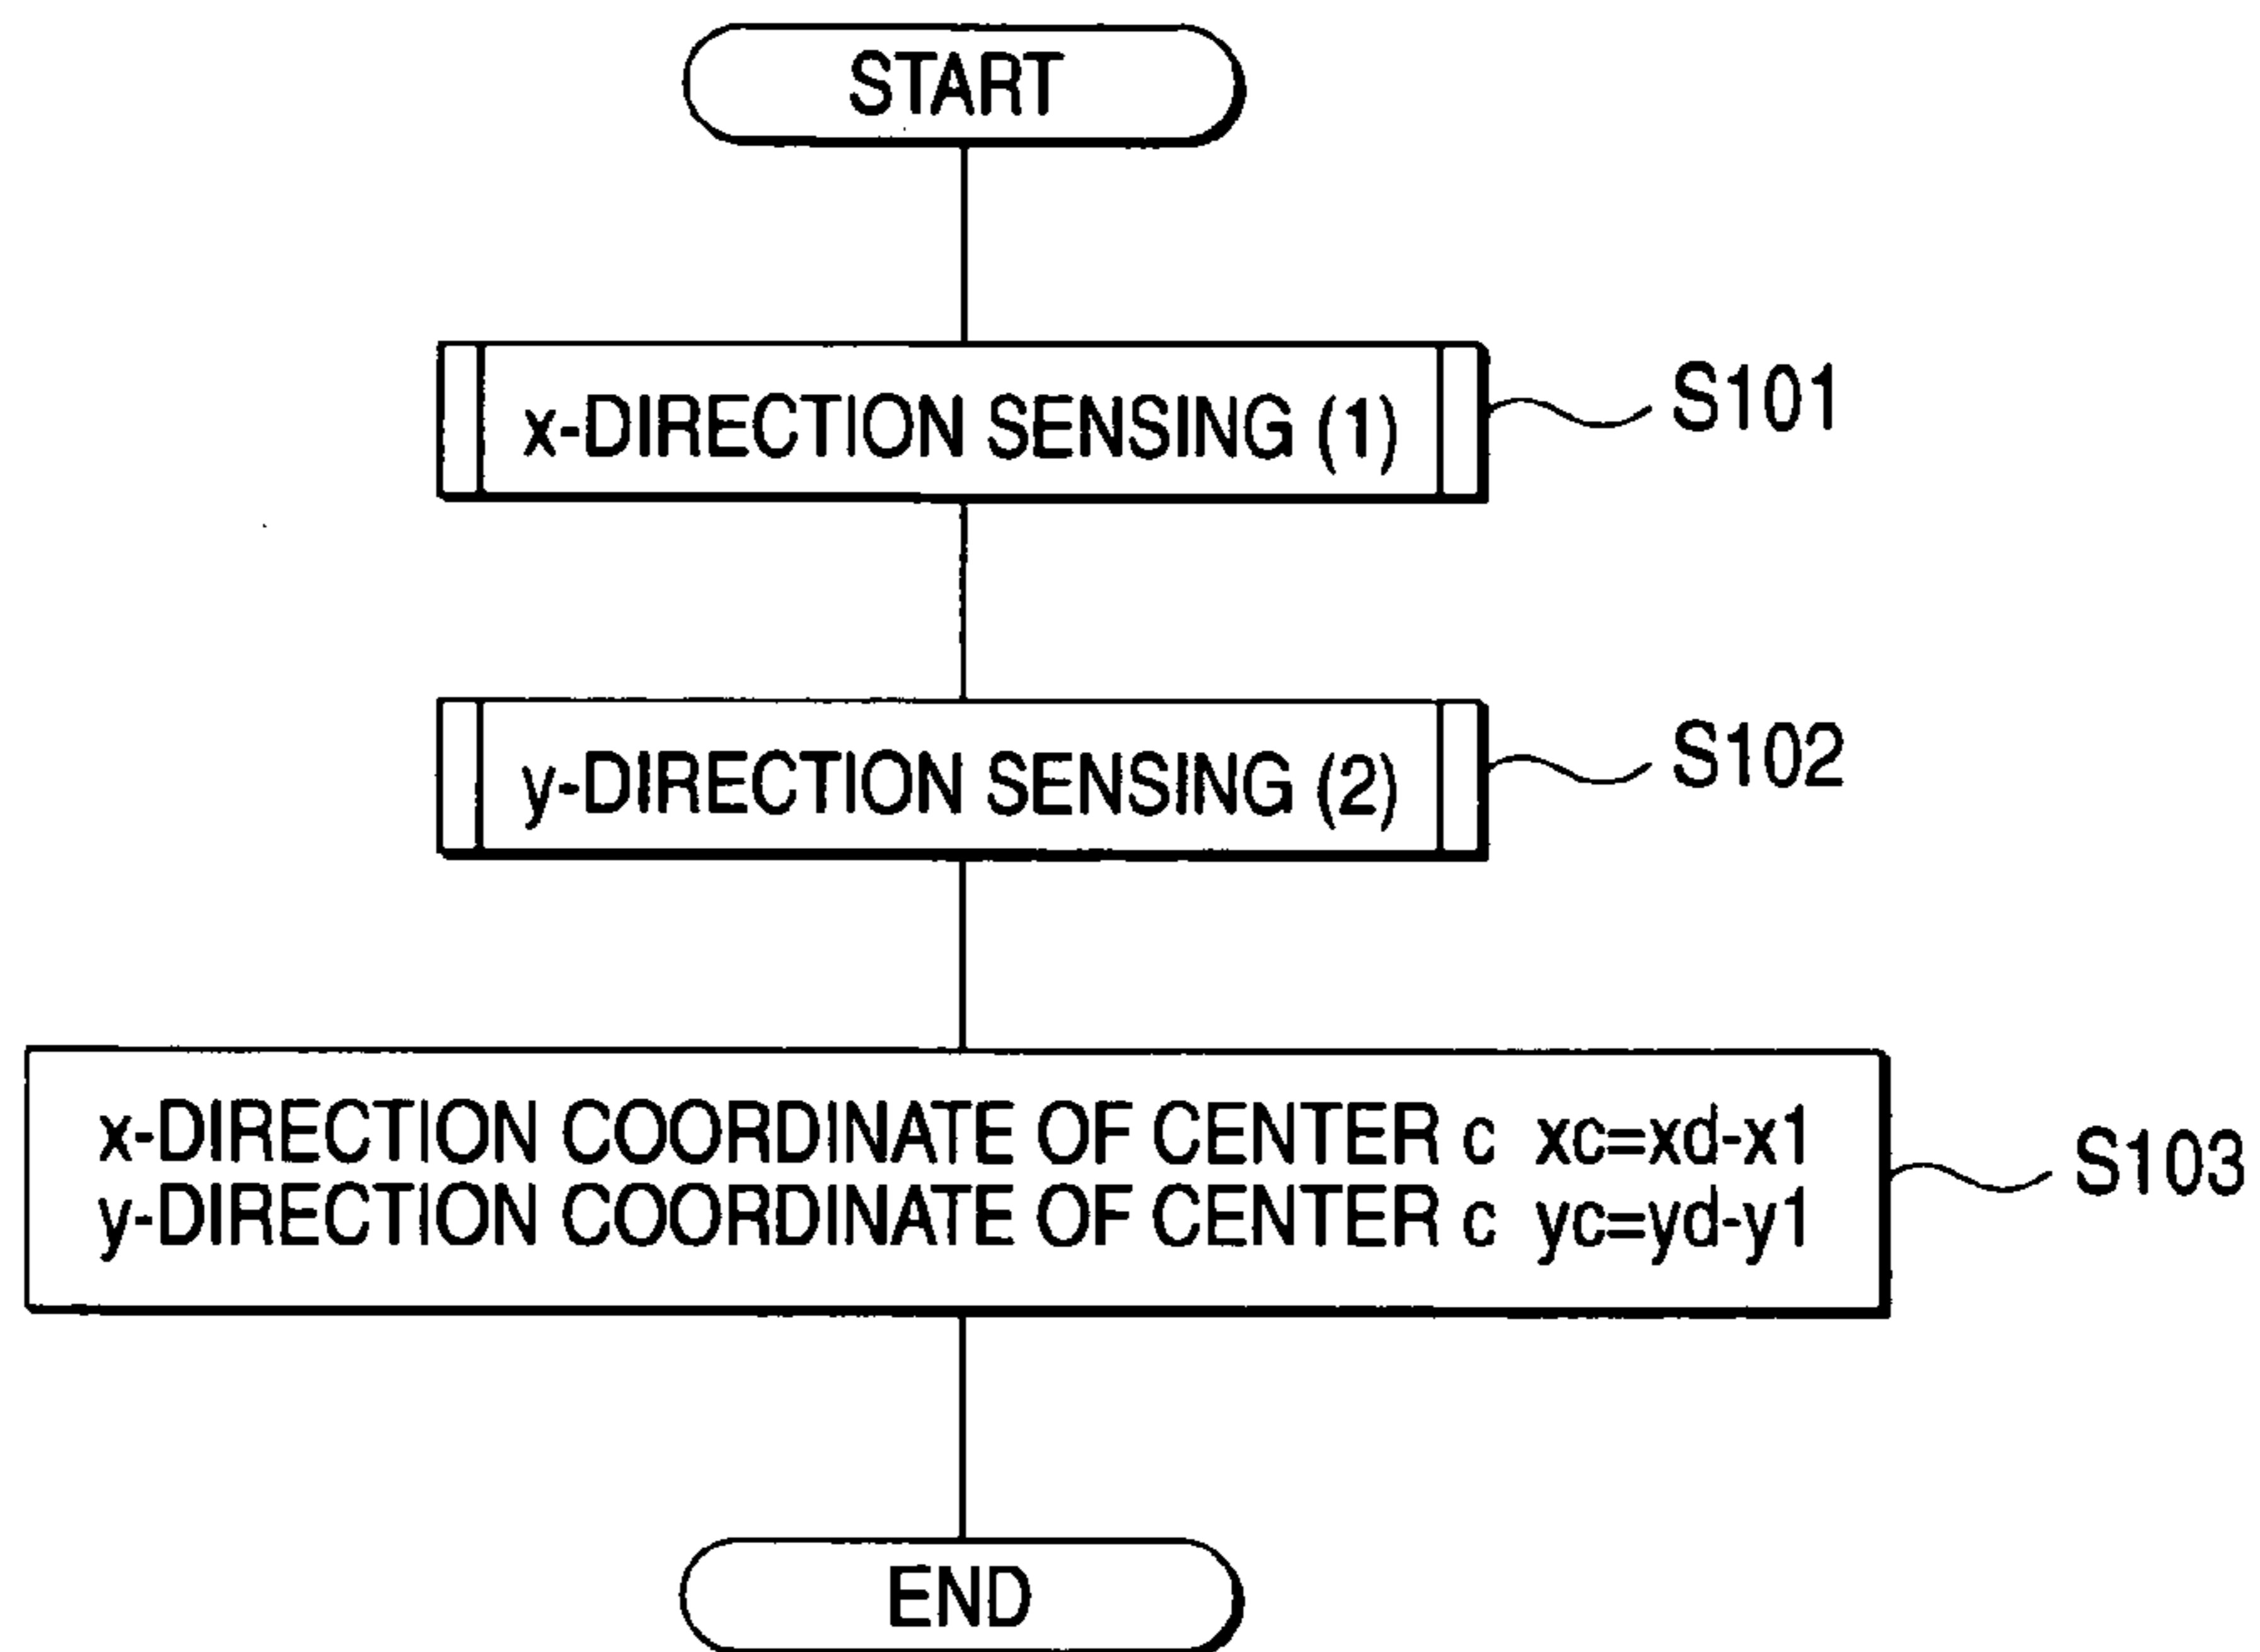 START
x-DIRECTION SENSING (1)
S101
y-DIRECTION SENSING (2)
S102
x-DIRECTION COORDINATE OF CENTER c xc=xd-x1
y-DIRECTION COORDINATE OF CENTER c yc=yd-y1
S103
END